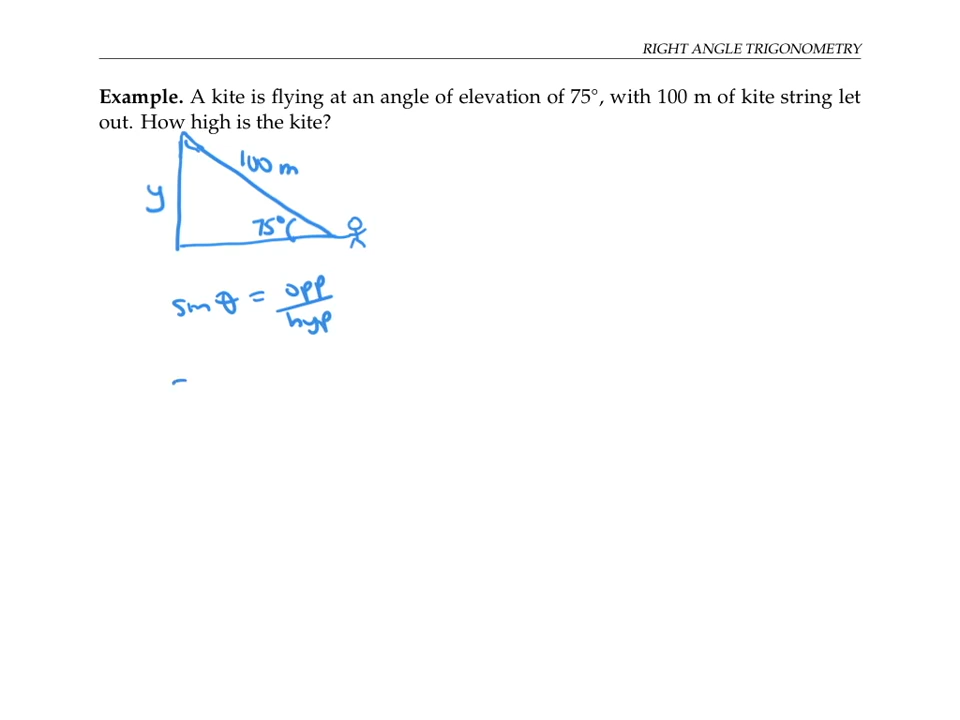 RIGHT ANGLE TRIGONOMETRY
Example. A kite is flying at an angle of elevation of 75°, with 100 m of kite string let
out. How high is the kite?
100 m
y
75°
sin θ = opp
hyp